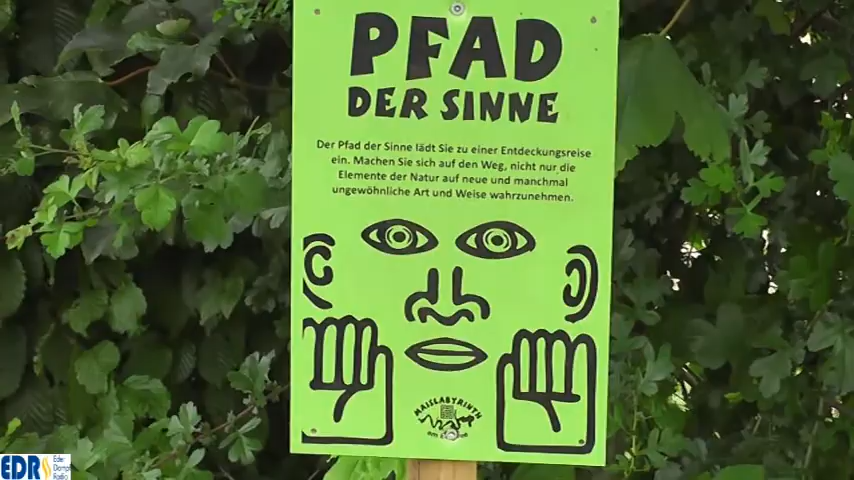 PFAD
DER SINNE
Der Pfad der Sinne lädt Sie zu einer Entdeckungsreise
ein. Machen Sie sich auf den Weg, nicht nur die
Elemente der Natur auf neue und manchmal
ungewöhnliche Art und Weise wahrzunehmen.
MAISLABYRINTH
EDR
Eder
Dampf
Radio